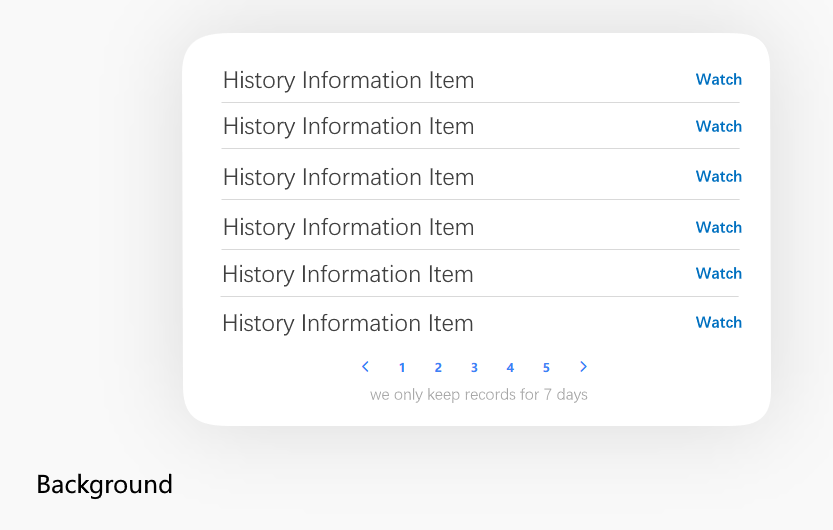 History Information Item Watch
History Information Item Watch
History Information Item Watch
History Information Item Watch
History Information Item Watch
History Information Item Watch
< 1 2 3 4 5 >
we only keep records for 7 days
Background